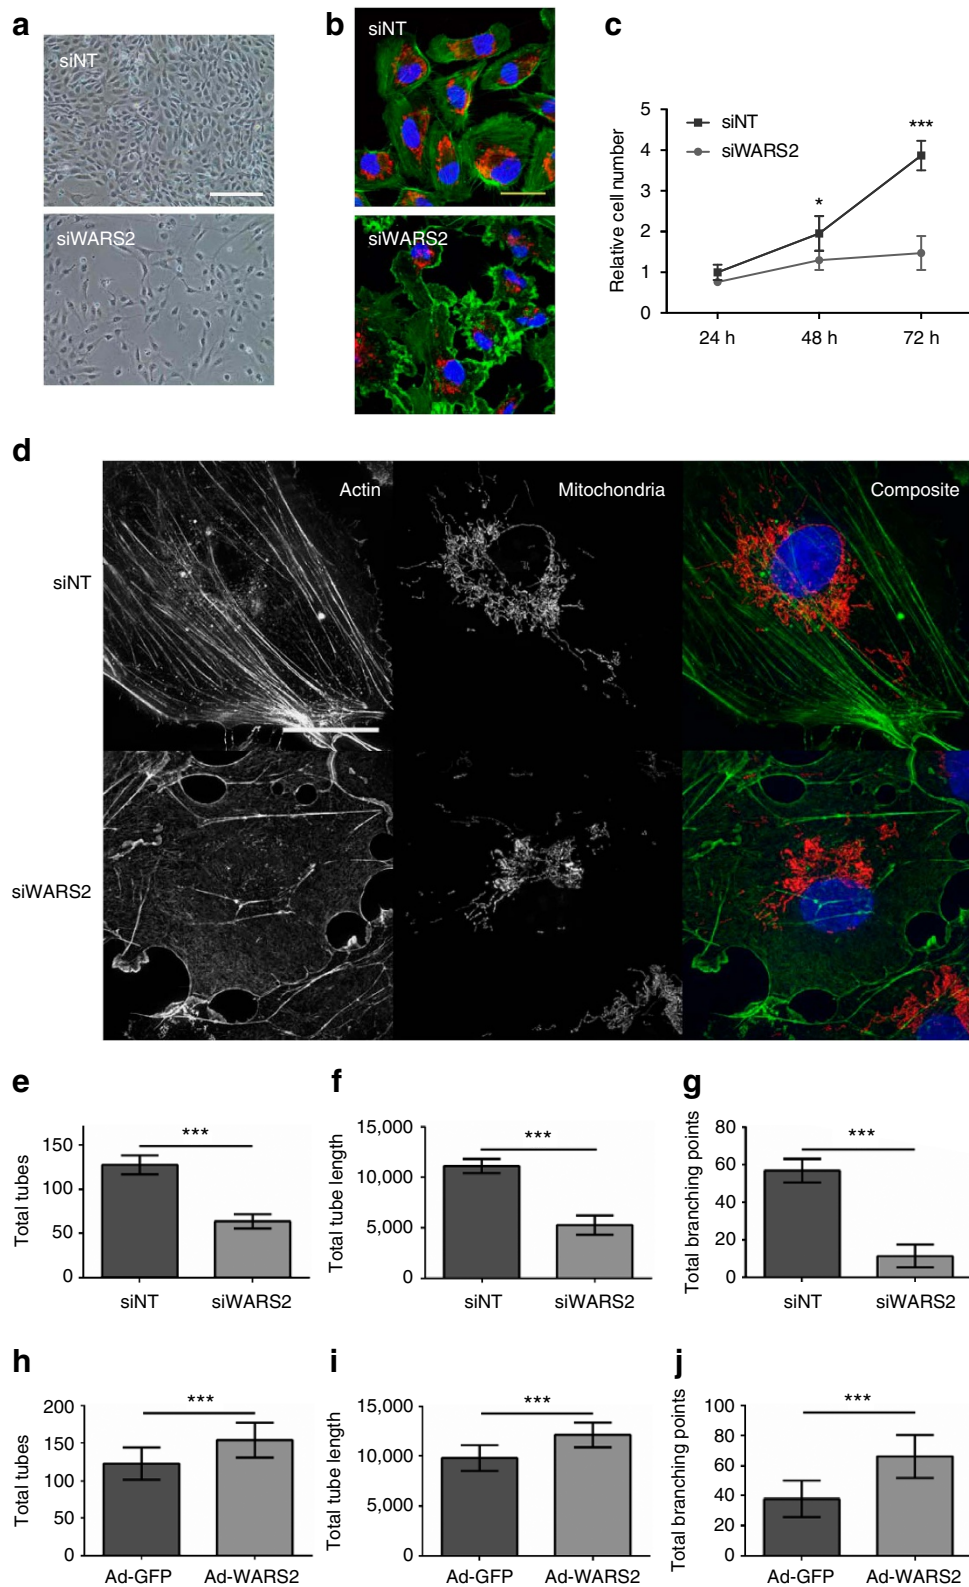 a
siNT
siWARS2
b
siNT
siWARS2
c
Relative cell number
5
4
3
2
1
0
siNT
siWARS2
*
***
24 h
48 h
72 h
d
Actin
Mitochondria
Composite
siNT
siWARS2
e
Total tubes
150
100
50
0
***
siNT
siWARS2
f
Total tube length
15,000
10,000
5,000
0
***
siNT
siWARS2
g
Total branching points
80
60
40
20
0
***
siNT
siWARS2
h
Total tubes
200
150
100
50
0
***
Ad-GFP
Ad-WARS2
i
Total tube length
15,000
10,000
5,000
0
***
Ad-GFP
Ad-WARS2
j
Total branching points
100
80
60
40
20
0
***
Ad-GFP
Ad-WARS2